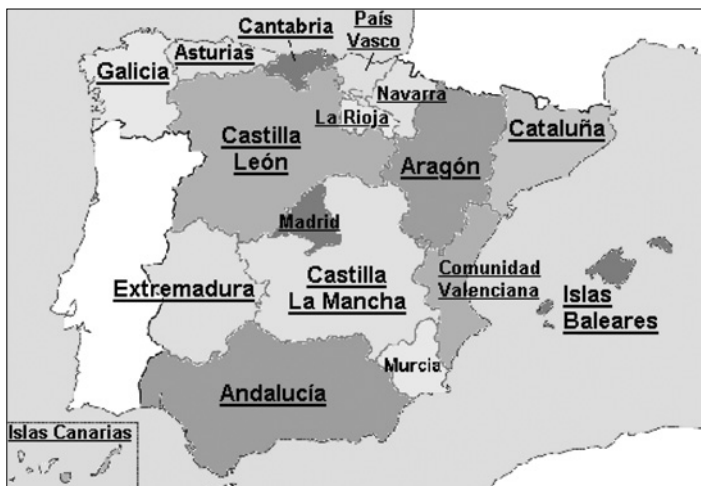 Cantabria
País
Vasco
Asturias
Galicia
Navarra
La Rioja
Cataluña
Castilla
León
Aragón
Madrid
Comunidad
Valenciana
Extremadura
Castilla
La Mancha
Islas
Baleares
Murcia
Andalucía
Islas Canarias